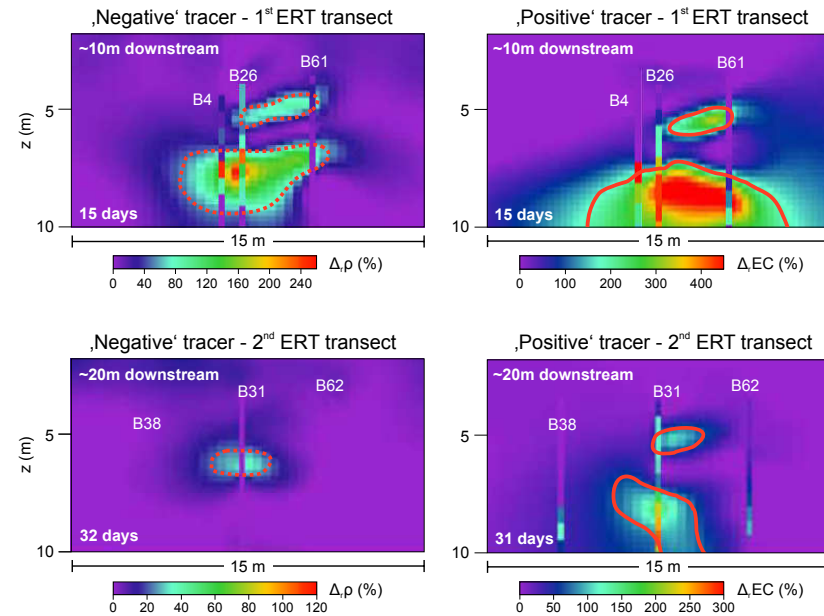 ‚Negative‘ tracer - 1st ERT transect
~10m downstream
B4
B26
B61
5
10
z (m)
15 days
15 m
0 40 80 120 160 200 240
Δrρ (%)
‚Positive‘ tracer - 1st ERT transect
~10m downstream
B4
B26
B61
5
10
15 days
15 m
0 100 200 300 400
ΔrEC (%)
‚Negative‘ tracer - 2nd ERT transect
~20m downstream
B38
B31
B62
5
10
z (m)
32 days
15 m
0 20 40 60 80 100 120
Δrρ (%)
‚Positive‘ tracer - 2nd ERT transect
~20m downstream
B38
B31
B62
5
10
31 days
15 m
0 50 100 150 200 250 300
ΔrEC (%)